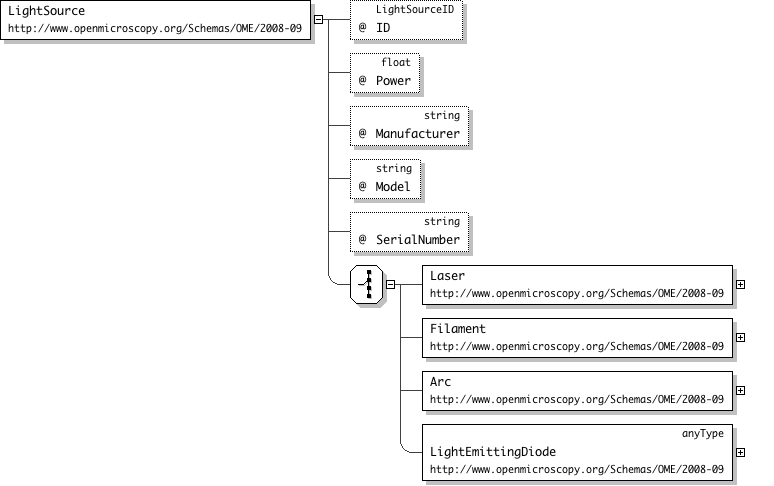 LightSource
http://www.openmicroscopy.org/Schemas/OME/2008-09
LightSourceID
@ ID
float
@ Power
string
@ Manufacturer
string
@ Model
string
@ SerialNumber
Laser
http://www.openmicroscopy.org/Schemas/OME/2008-09
Filament
http://www.openmicroscopy.org/Schemas/OME/2008-09
Arc
http://www.openmicroscopy.org/Schemas/OME/2008-09
anyType
LightEmittingDiode
http://www.openmicroscopy.org/Schemas/OME/2008-09